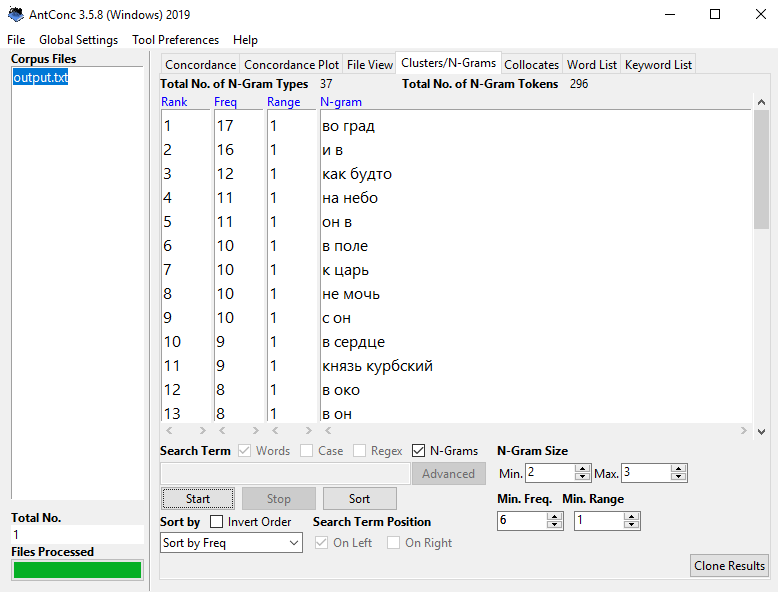 AntConc 3.5.8 (Windows) 2019
File Global Settings Tool Preferences Help
Corpus Files
output.txt
Concordance Concordance Plot File View Clusters/N-Grams Collocates Word List Keyword List
Total No. of N-Gram Types 37 Total No. of N-Gram Tokens 296
Rank Freq Range N-gram
1 17 1 во град
2 16 1 и в
3 12 1 как будто
4 11 1 на небо
5 11 1 он в
6 10 1 в поле
7 10 1 к царь
8 10 1 не мочь
9 10 1 с он
10 9 1 в сердце
11 9 1 князь курбский
12 8 1 в око
13 8 1 в он
Search Term Words Case Regex N-Grams N-Gram Size
Advanced Min. 2 Max. 3
Start Stop Sort Min. Freq. Min. Range
6 1
Total No.
1
Sort by Invert Order Search Term Position
Files Processed
Sort by Freq On Left On Right
Clone Results